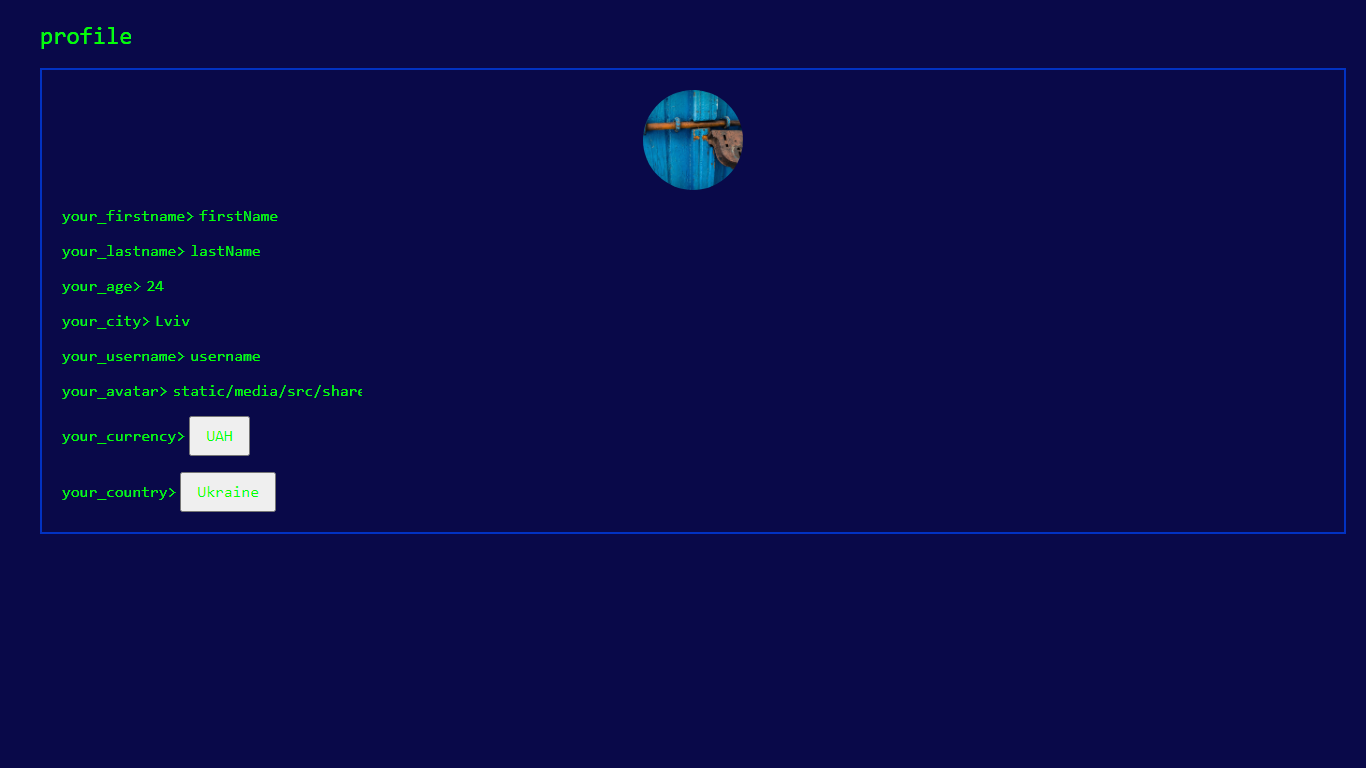 profile
your_firstname> firstName
your_lastname> lastName
your_age> 24
your_city> Lviv
your_username> username
your_avatar> static/media/src/share
your_currency> UAH
your_country> Ukraine